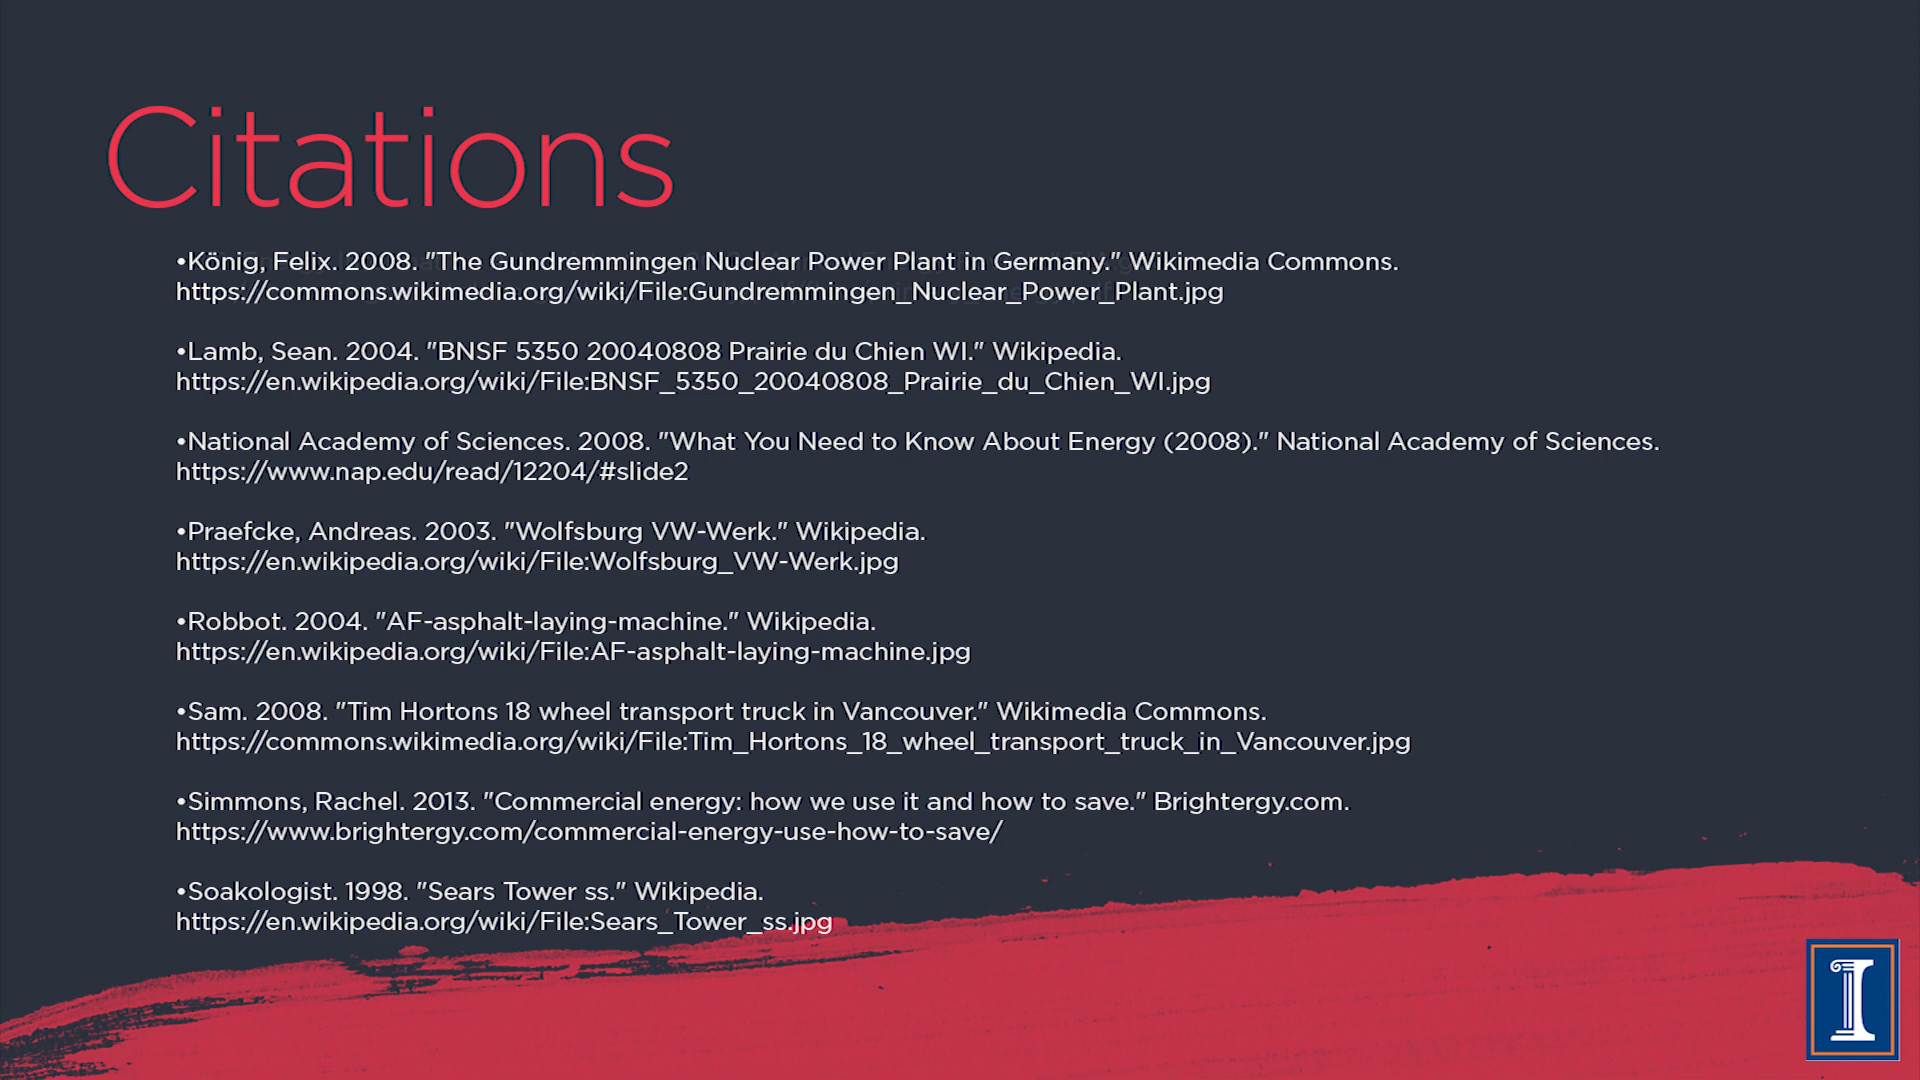 Citations
•König, Felix. 2008. "The Gundremmingen Nuclear Power Plant in Germany." Wikimedia Commons.
https://commons.wikimedia.org/wiki/File:Gundremmingen_Nuclear_Power_Plant.jpg
•Lamb, Sean. 2004. "BNSF 5350 20040808 Prairie du Chien WI." Wikipedia.
https://en.wikipedia.org/wiki/File:BNSF_5350_20040808_Prairie_du_Chien_WI.jpg
•National Academy of Sciences. 2008. "What You Need to Know About Energy (2008)." National Academy of Sciences.
https://www.nap.edu/read/12204/#slide2
•Praefcke, Andreas. 2003. "Wolfsburg VW-Werk." Wikipedia.
https://en.wikipedia.org/wiki/File:Wolfsburg_VW-Werk.jpg
•Robbot. 2004. "AF-asphalt-laying-machine." Wikipedia.
https://en.wikipedia.org/wiki/File:AF-asphalt-laying-machine.jpg
•Sam. 2008. "Tim Hortons 18 wheel transport truck in Vancouver." Wikimedia Commons.
https://commons.wikimedia.org/wiki/File:Tim_Hortons_18_wheel_transport_truck_in_Vancouver.jpg
•Simmons, Rachel. 2013. "Commercial energy: how we use it and how to save." Brightergy.com.
https://www.brightergy.com/commercial-energy-use-how-to-save/
•Soakologist. 1998. "Sears Tower ss." Wikipedia.
https://en.wikipedia.org/wiki/File:Sears_Tower_ss.jpg
I